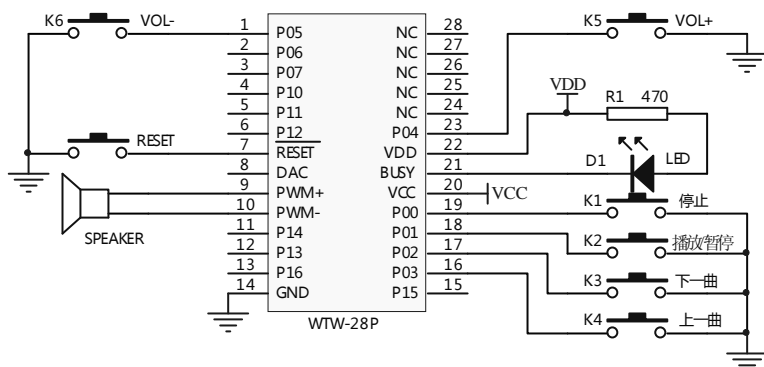 K6 VOL-
K5 VOL+
1 P05 NC 28
2 P06 NC 27
3 P07 NC 26
4 P10 NC 25
5 P11 NC 24
6 P12 P04 23
7 RESET VDD 22
8 DAC BUSY 21
9 PWM+ VCC 20
10 PWM- P00 19
11 P14 P01 18
12 P13 P02 17
13 P16 P03 16
14 GND P15 15
WTW-28P
RESET
SPEAKER
VDD
R1 470
D1 LED
VCC
K1 停止
K2 播放/暂停
K3 下一曲
K4 上一曲